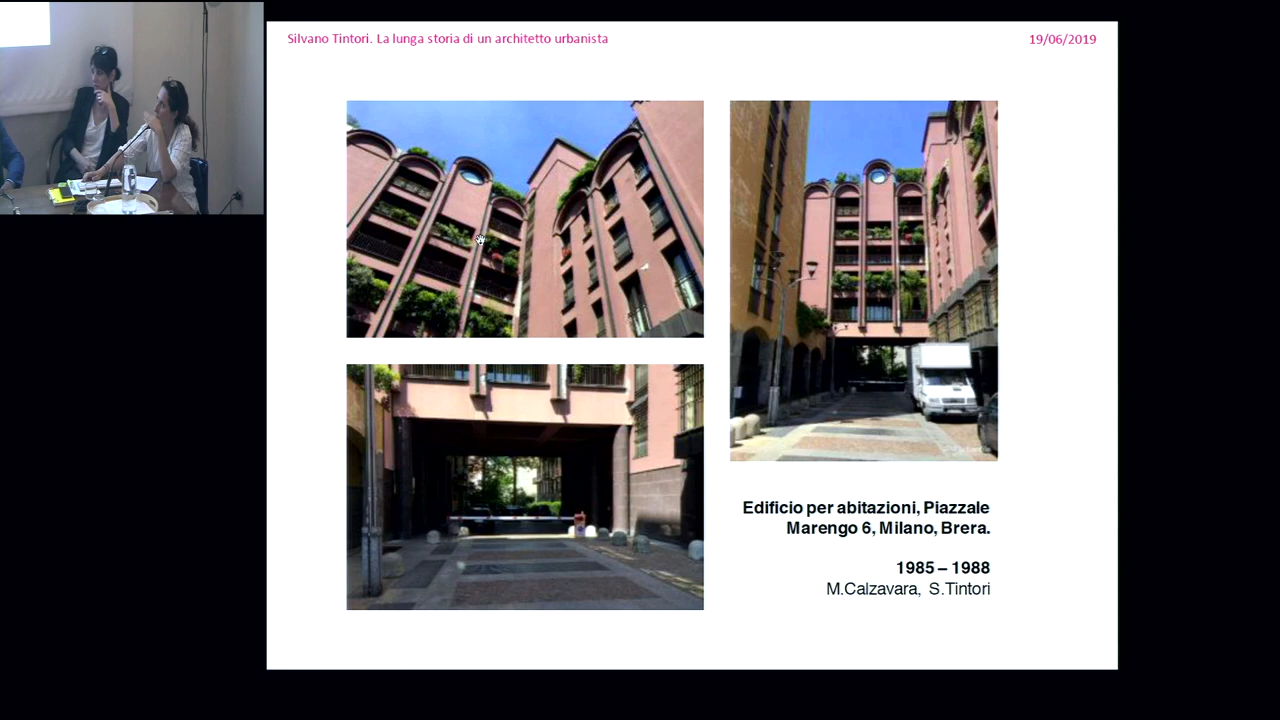 Silvano Tintori. La lunga storia di un architetto urbanista
19/06/2019
Edificio per abitazioni, Piazzale
Marengo 6, Milano, Brera.
1985 – 1988
M.Calzavara, S.Tintori